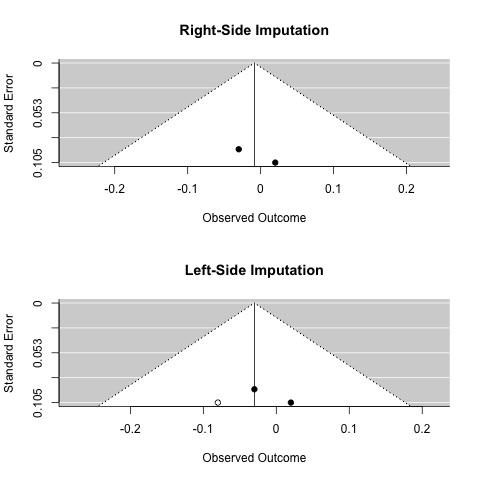 Right-Side Imputation
0
0.053
0.105
Standard Error
-0.2 -0.1 0 0.1 0.2
Observed Outcome
Left-Side Imputation
0
0.053
0.105
Standard Error
-0.2 -0.1 0 0.1 0.2
Observed Outcome